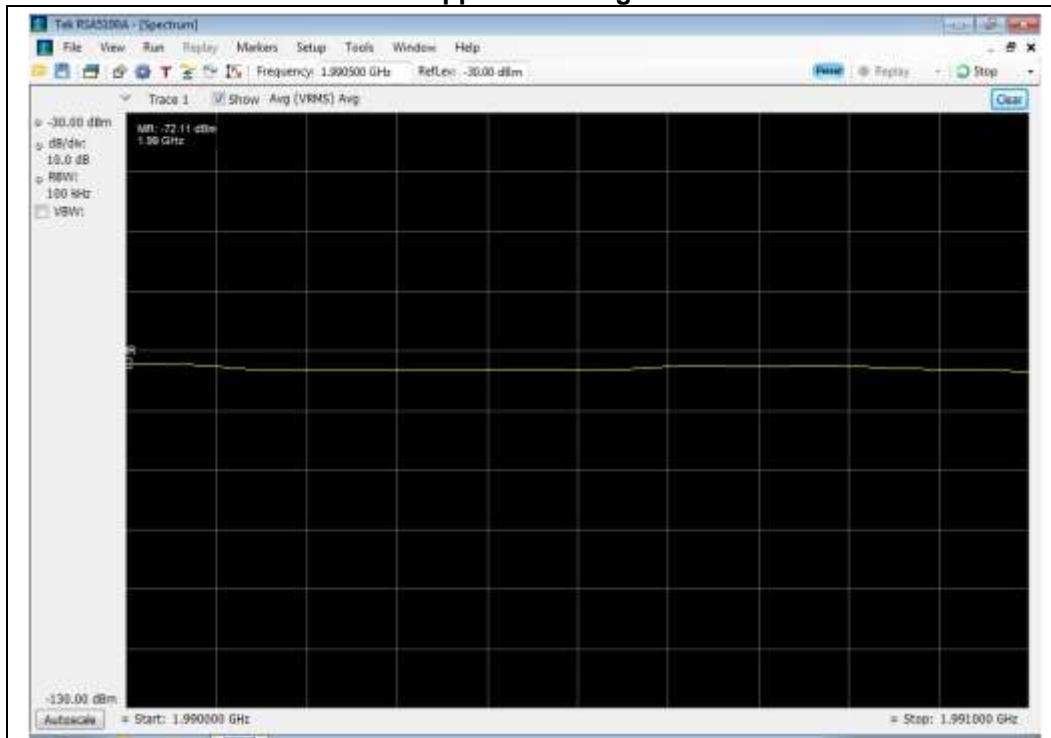 Tek RSA5100A - [Spectrum]
File View Run Replay Markers Setup Tools Window Help
Frequency: 1.990500 GHz RefLev: -30.00 dBm Preset Replay Stop
Trace 1 Show Avg (VRMS) Avg Clear
-30.00 dBm
dB/div:
10.0 dB
RBW:
100 kHz
VBW:
MR: -72.11 dBm
1.99 GHz
-130.00 dBm
Autoscale Start: 1.990000 GHz Stop: 1.991000 GHz